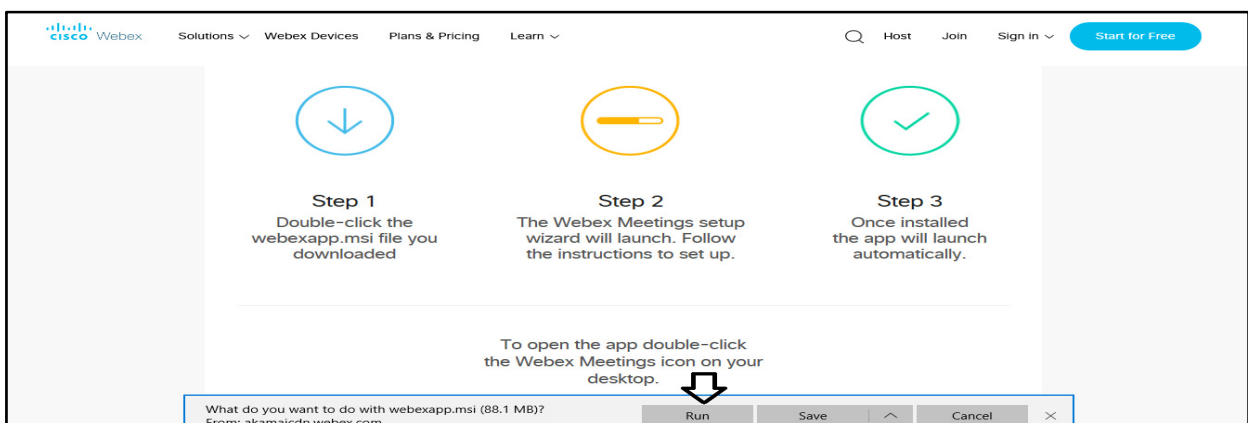 cisco Webex Solutions Webex Devices Plans & Pricing Learn Host Join Sign in Start for Free
Step 1
Double-click the
webexapp.msi file you
downloaded
Step 2
The Webex Meetings setup
wizard will launch. Follow
the instructions to set up.
Step 3
Once installed
the app will launch
automatically.
To open the app double-click
the Webex Meetings icon on your
desktop.
What do you want to do with webexapp.msi (88.1 MB)?
From: akamaicdn.webex.com
Run Save Cancel